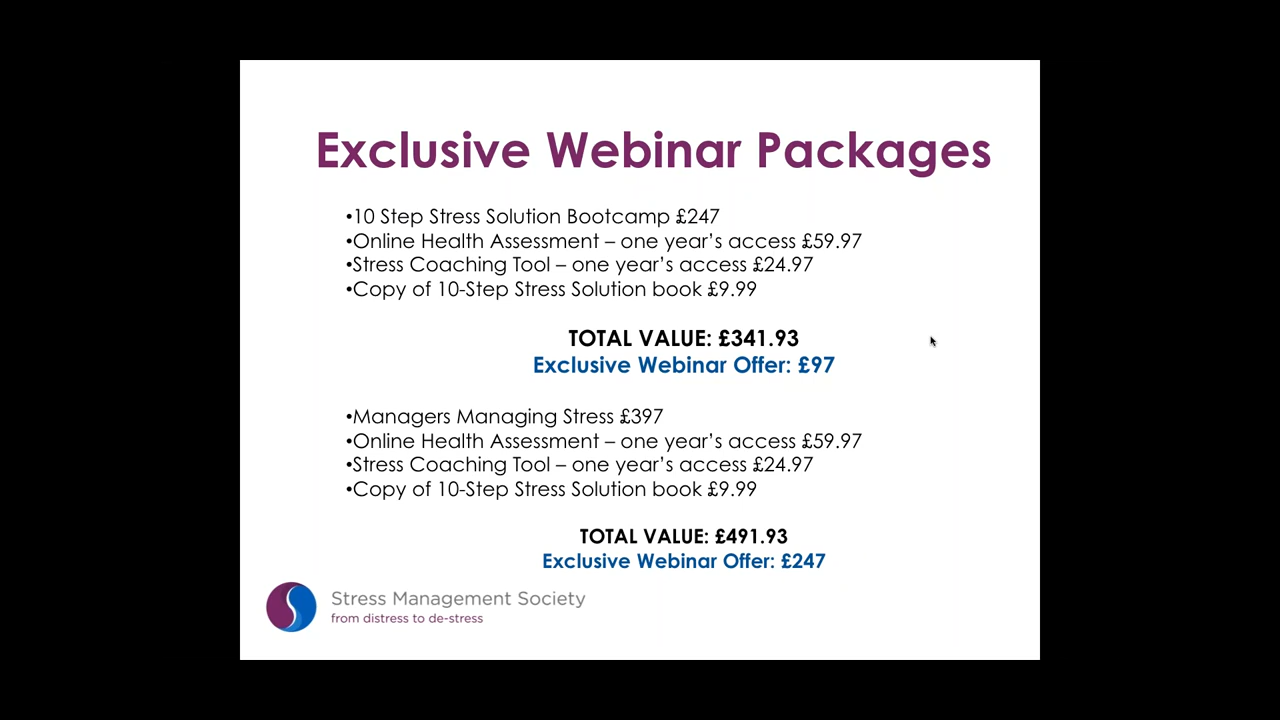 Exclusive Webinar Packages
•10 Step Stress Solution Bootcamp £247
•Online Health Assessment – one year’s access £59.97
•Stress Coaching Tool – one year’s access £24.97
•Copy of 10-Step Stress Solution book £9.99
TOTAL VALUE: £341.93
Exclusive Webinar Offer: £97
•Managers Managing Stress £397
•Online Health Assessment – one year’s access £59.97
•Stress Coaching Tool – one year’s access £24.97
•Copy of 10-Step Stress Solution book £9.99
TOTAL VALUE: £491.93
Exclusive Webinar Offer: £247
Stress Management Society
from distress to de-stress